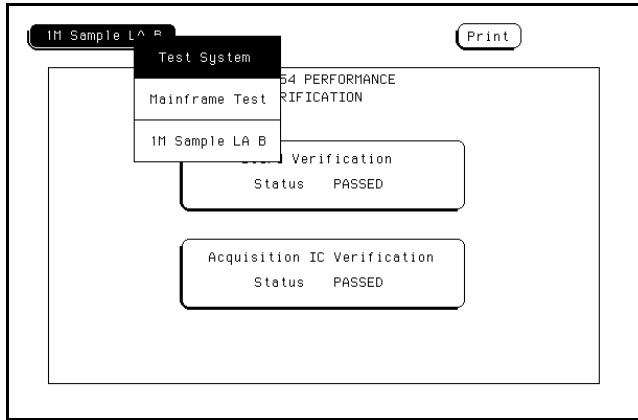 1M Sample LA B
Print
Test System
Mainframe Test
1M Sample LA B
54 PERFORMANCE
RIFICATION
Verification
Status PASSED
Acquisition IC Verification
Status PASSED